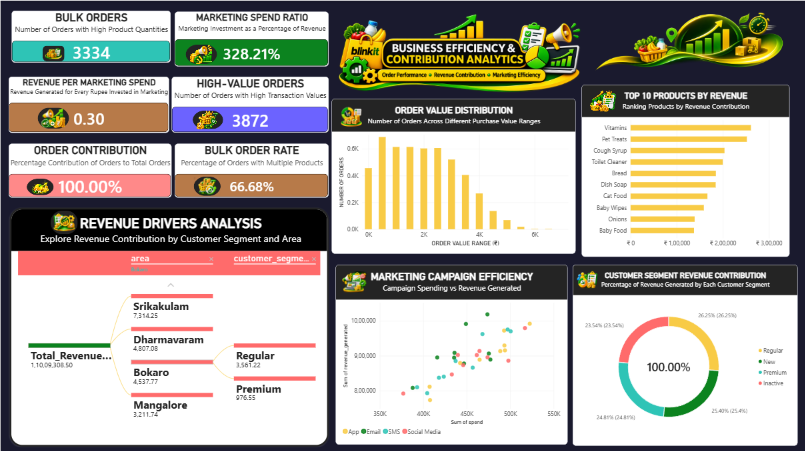 BULK ORDERS
Number of Orders with High Product Quantities
3334
MARKETING SPEND RATIO
Marketing Investment as a Percentage of Revenue
328.21%
REVENUE PER MARKETING SPEND
Revenue Generated for Every Rupee Invested in Marketing
0.30
HIGH-VALUE ORDERS
Number of Orders with High Transaction Values
3872
ORDER CONTRIBUTION
Percentage Contribution of Orders to Total Orders
100.00%
BULK ORDER RATE
Percentage of Orders with Multiple Products
66.68%
blinkit
BUSINESS EFFICIENCY &
CONTRIBUTION ANALYTICS
Order Performance • Revenue Contribution • Marketing Efficiency
ORDER VALUE DISTRIBUTION
Number of Orders Across Different Purchase Value Ranges
NUMBER OF ORDERS
0.6K
0.4K
0.2K
0.0K
0K
2K
4K
6K
ORDER VALUE RANGE (₹)
TOP 10 PRODUCTS BY REVENUE
Ranking Products by Revenue Contribution
Vitamins
Pet Treats
Cough Syrup
Toilet Cleaner
Bread
Dish Soap
Cat Food
Baby Wipes
Onions
Baby Food
₹ 0
₹ 1,00,000
₹ 2,00,000
₹ 3,00,000
REVENUE DRIVERS ANALYSIS
Explore Revenue Contribution by Customer Segment and Area
area
customer_segme...
Total_Revenue...
1,10,09,308.50
Srikakulam
7,314.25
Dharmavaram
4,807.08
Bokaro
4,537.77
Mangalore
3,211.74
Regular
3,561.22
Premium
976.55
MARKETING CAMPAIGN EFFICIENCY
Campaign Spending vs Revenue Generated
Sum of revenue_generated
10,00,000
9,00,000
8,00,000
350K
400K
450K
500K
550K
Sum of spend
App
Email
SMS
Social Media
CUSTOMER SEGMENT REVENUE CONTRIBUTION
Percentage of Revenue Generated by Each Customer Segment
26.25% (26.25%)
23.54% (23.54%)
100.00%
24.81% (24.81%)
25.40% (25.4%)
Regular
New
Premium
Inactive